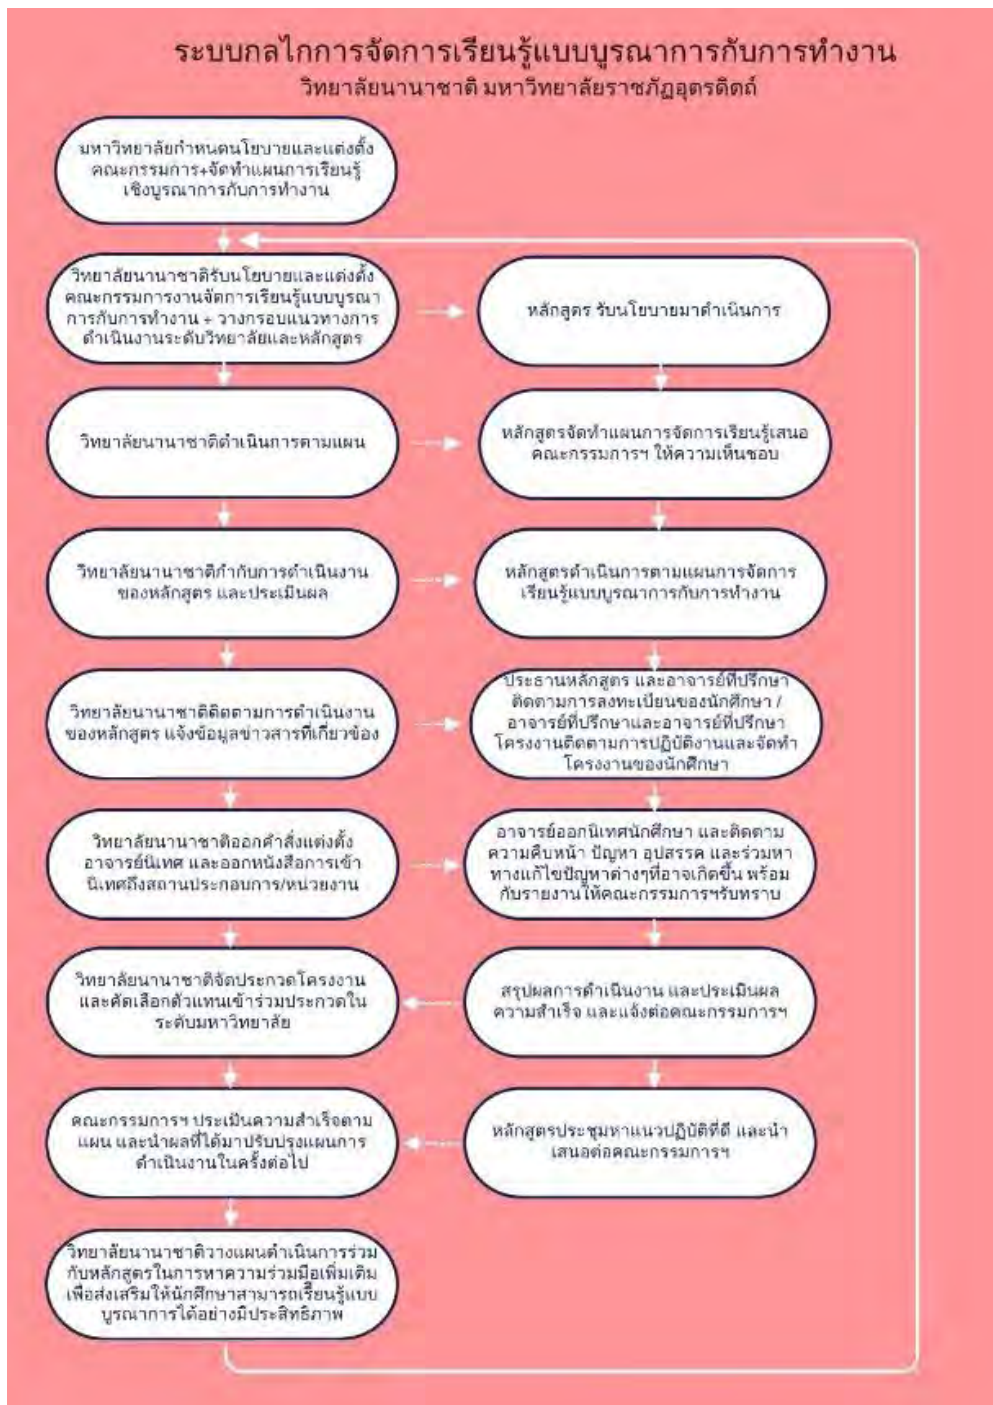 ระบบกลไกการจัดการเรียนรู้แบบบูรณาการกับการทำงาน
วิทยาลัยนานาชาติ มหาวิทยาลัยราชภัฏอุตรดิตถ์
มหาวิทยาลัยกำหนดนโยบายและแต่งตั้ง
คณะกรรมการ+จัดทำแผนการเรียนรู้
เชิงบูรณาการกับการทำงาน
วิทยาลัยนานาชาติรับนโยบายและแต่งตั้ง
คณะกรรมการงานจัดการเรียนรู้แบบบูรณา
การกับการทำงาน + วางกรอบแนวทางการ
ดำเนินงานระดับวิทยาลัยและหลักสูตร
หลักสูตร รับนโยบายมาดำเนินการ
วิทยาลัยนานาชาติดำเนินการตามแผน
หลักสูตรจัดทำแผนการจัดการเรียนรู้เสนอ
คณะกรรมการฯ ให้ความเห็นชอบ
วิทยาลัยนานาชาติกำกับการดำเนินงาน
ของหลักสูตร และประเมินผล
หลักสูตรดำเนินการตามแผนการจัดการ
เรียนรู้แบบบูรณาการกับการทำงาน
วิทยาลัยนานาชาติติดตามการดำเนินงาน
ของหลักสูตร แจ้งข้อมูลข่าวสารที่เกี่ยวข้อง
ประธานหลักสูตร และอาจารย์ที่ปรึกษา
ติดตามการลงทะเบียนของนักศึกษา /
อาจารย์ที่ปรึกษาและอาจารย์ที่ปรึกษา
โครงงานติดตามการปฏิบัติงานและจัดทำ
โครงงานของนักศึกษา
วิทยาลัยนานาชาติออกคำสั่งแต่งตั้ง
อาจารย์นิเทศ และออกหนังสือการเข้า
นิเทศถึงสถานประกอบการ/หน่วยงาน
อาจารย์ออกนิเทศนักศึกษา และติดตาม
ความคืบหน้า ปัญหา อุปสรรค และร่วมหา
ทางแก้ไขปัญหาต่างๆที่อาจเกิดขึ้น พร้อม
กับรายงานให้คณะกรรมการฯรับทราบ
วิทยาลัยนานาชาติจัดประกวดโครงงาน
และคัดเลือกตัวแทนเข้าร่วมประกวดใน
ระดับมหาวิทยาลัย
สรุปผลการดำเนินงาน และประเมินผล
ความสำเร็จ และแจ้งต่อคณะกรรมการฯ
คณะกรรมการฯ ประเมินความสำเร็จตาม
แผน และนำผลที่ได้มาปรับปรุงแผนการ
ดำเนินงานในครั้งต่อไป
หลักสูตรประชุมหาแนวปฏิบัติที่ดี และนำ
เสนอต่อคณะกรรมการฯ
วิทยาลัยนานาชาติวางแผนดำเนินการร่วม
กับหลักสูตรในการหาความร่วมมือเพิ่มเติม
เพื่อส่งเสริมให้นักศึกษาสามารถเรียนรู้แบบ
บูรณาการได้อย่างมีประสิทธิภาพ